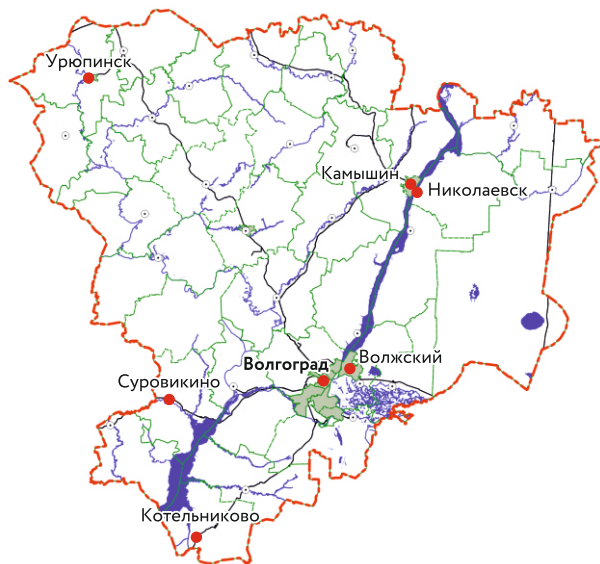 Урюпинск
Камышин
Николаевск
Волгоград
Волжский
Суровикино
Котельниково